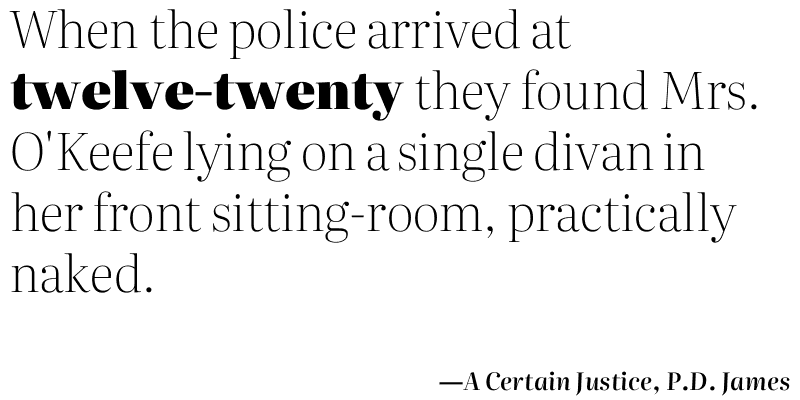 When the police arrived at
twelve-twenty they found Mrs.
O'Keefe lying on a single divan in
her front sitting-room, practically
naked.
—A Certain Justice, P.D. James